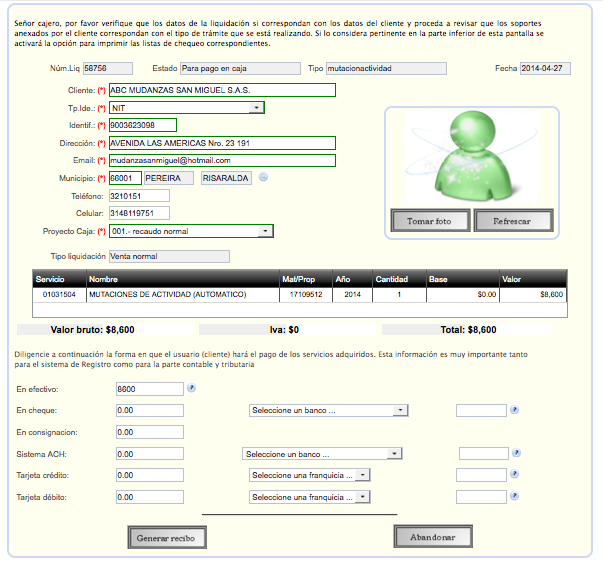 Señor cajero, por favor verifique que los datos de la liquidación si correspondan con los datos del cliente y proceda a revisar que los soportes
anexados por el cliente correspondan con el tipo de trámite que se está realizando. Si lo considera pertinente en la parte inferior de esta pantalla se
activará la opción para imprimir las listas de chequeo correspondientes.
Núm.Liq 58756 Estado Para pago en caja Tipo mutacionactividad Fecha 2014-04-27
Cliente: (*) ABC MUDANZAS SAN MIGUEL S.A.S.
Tp.Ide.: (*) NIT
Identif.: (*) 9003623098
Dirección: (*) AVENIDA LAS AMERICAS Nro. 23 191
Email: (*) mudanzasanmiguel@hotmail.com
Municipio: (*) 66001 PEREIRA RISARALDA
Teléfono: 3210151
Celular: 3148119751
Tomar foto Refrescar
Proyecto Caja: (*) 001.- recaudo normal
Tipo liquidación Venta normal
Servicio Nombre Mat/Prop Año Cantidad Base Valor
01031504 MUTACIONES DE ACTIVIDAD (AUTOMATICO) 17109512 2014 1 $0.00 $8,600
Valor bruto: $8,600 Iva: $0 Total: $8,600
Diligencie a continuación la forma en que el usuario (cliente) hará el pago de los servicios adquiridos. Esta información es muy importante tanto
para el sistema de Registro como para la parte contable y tributaria
En efectivo: 8600
En cheque: 0.00 Seleccione un banco ...
En consignacion: 0.00
Sistema ACH: 0.00 Seleccione un banco ...
Tarjeta crédito: 0.00 Seleccione una franquicia ...
Tarjeta débito: 0.00 Seleccione una franquicia ...
Generar recibo Abandonar